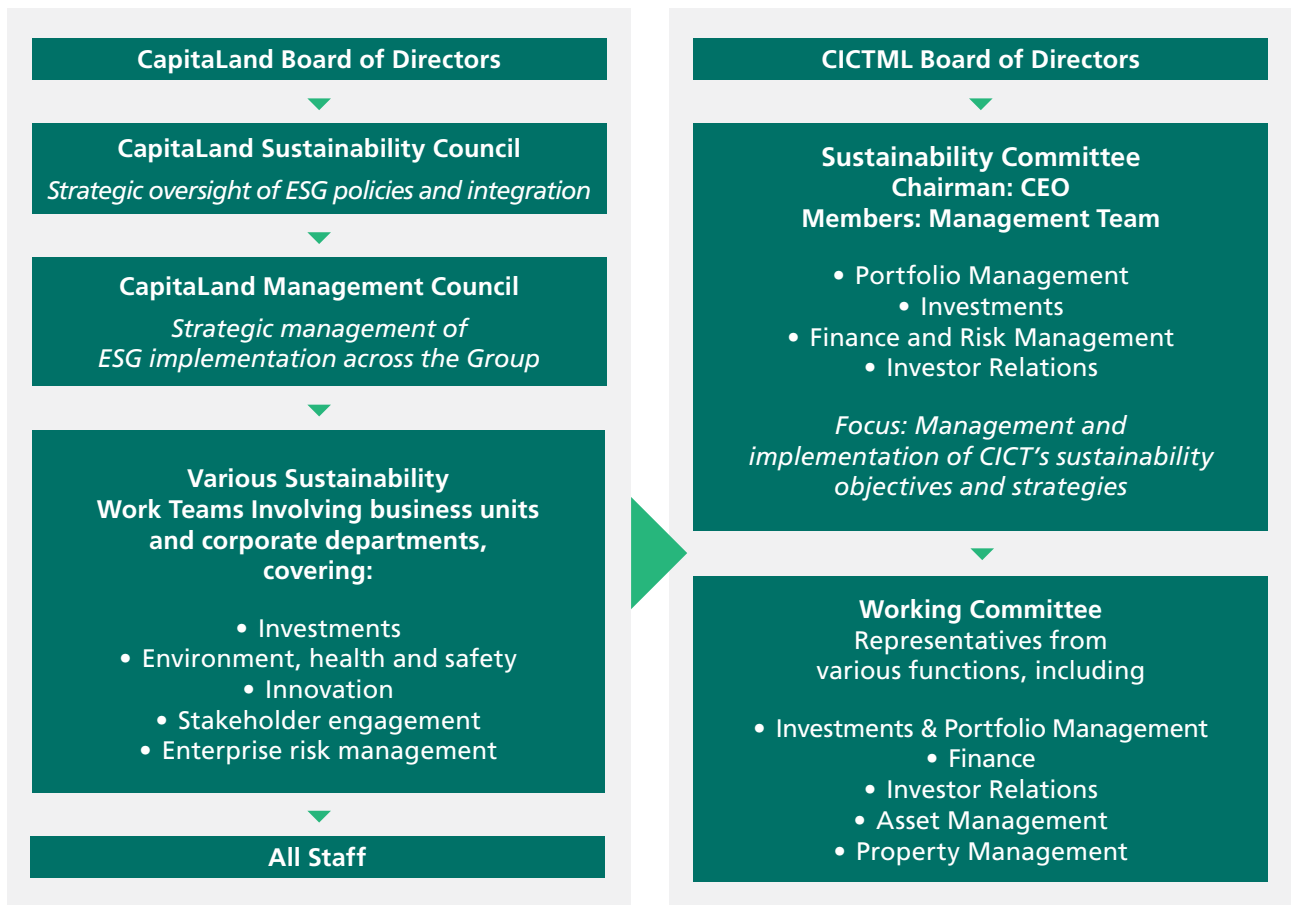 CapitaLand Board of Directors
CapitaLand Sustainability Council
Strategic oversight of ESG policies and integration
CapitaLand Management Council
Strategic management of
ESG implementation across the Group
Various Sustainability
Work Teams Involving business units
and corporate departments,
covering:
• Investments
• Environment, health and safety
• Innovation
• Stakeholder engagement
• Enterprise risk management
All Staff
CICTML Board of Directors
Sustainability Committee
Chairman: CEO
Members: Management Team
• Portfolio Management
• Investments
• Finance and Risk Management
• Investor Relations
Focus: Management and
implementation of CICT's sustainability
objectives and strategies
Working Committee
Representatives from
various functions, including
• Investments & Portfolio Management
• Finance
• Investor Relations
• Asset Management
• Property Management